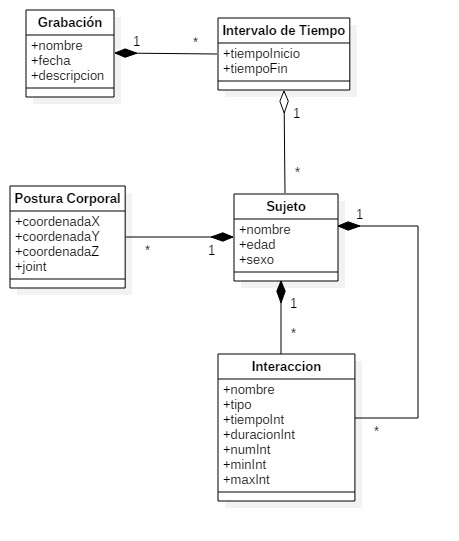 Grabación
+nombre
+fecha
+descripcion
1
*
Intervalo de Tiempo
+tiempoInicio
+tiempoFin
1
*
Postura Corporal
+coordenadaX
+coordenadaY
+coordenadaZ
+joint
*
1
Sujeto
+nombre
+edad
+sexo
1
1
*
Interaccion
+nombre
+tipo
+tiempoInt
+duracionInt
+numInt
+minInt
+maxInt
*